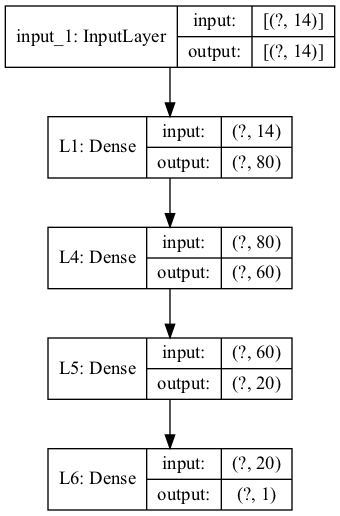 input_1: InputLayer
input: [(?, 14)]
output: [(?, 14)]
L1: Dense
input: (?, 14)
output: (?, 80)
L4: Dense
input: (?, 80)
output: (?, 60)
L5: Dense
input: (?, 60)
output: (?, 20)
L6: Dense
input: (?, 20)
output: (?, 1)